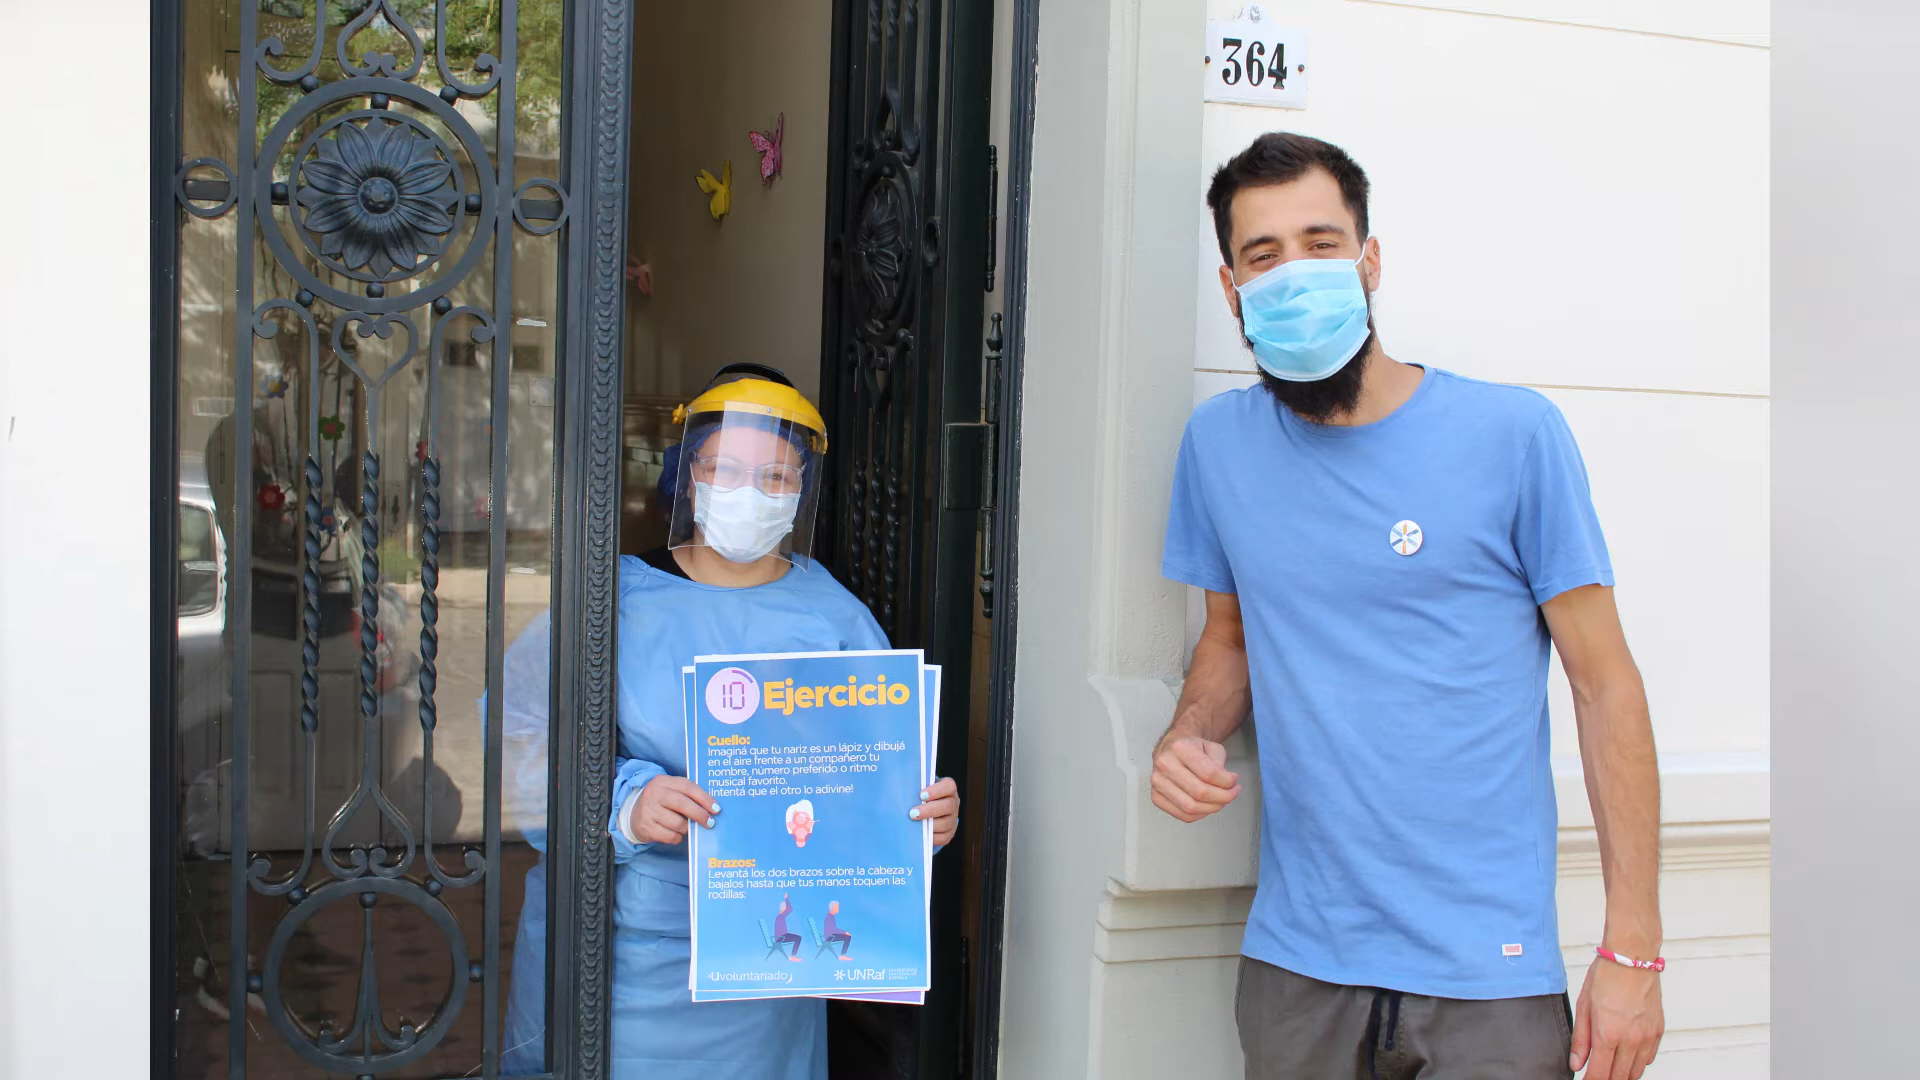 364
10 Ejercicio
Cuello:
Imaginá que tu nariz es un lápiz y dibujá
en el aire frente a un compañero tu
nombre, número preferido o ritmo
musical favorito.
¡Intentá que el otro lo adivine!
Brazos:
Levantá los dos brazos sobre la cabeza y
bajalos hasta que tus manos toquen las
rodillas.
Uvoluntariado
UNRaf